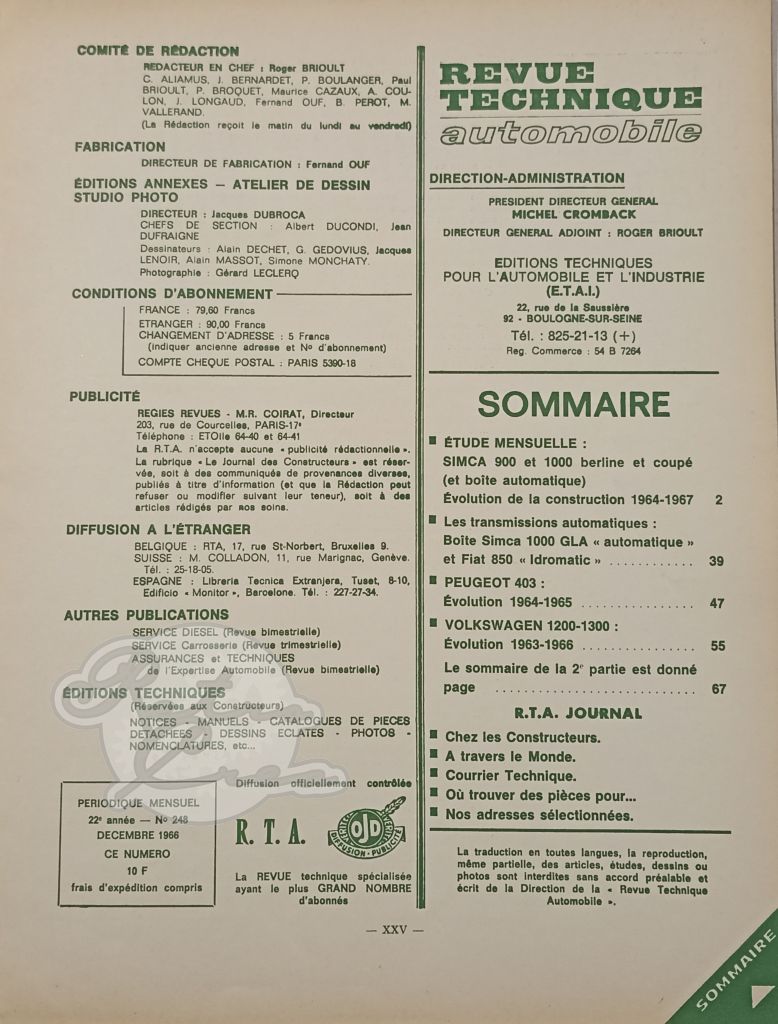 COMITÉ DE RÉDACTION
REDACTEUR EN CHEF : Roger BRIOULT
C. ALIAMUS, J. BERNARDET, P. BOULANGER, Paul
BRIOULT, P. BROQUET, Maurice CAZAUX, A. COU-
LON, J. LONGAUD, Fernand OUF, B. PEROT, M.
VALLERAND.
(La Rédaction reçoit le matin du lundi au vendredi)
FABRICATION
DIRECTEUR DE FABRICATION : Fernand OUF
ÉDITIONS ANNEXES — ATELIER DE DESSIN
STUDIO PHOTO
DIRECTEUR : Jacques DUBROCA
CHEFS DE SECTION : Albert DUCONDI, Jean
DUFRAIGNE
Dessinateurs : Alain DECHET, G. GEDOVIUS, Jacques
LENOIR, Alain MASSOT, Simone MONCHATY.
Photographie : Gérard LECLERQ
CONDITIONS D'ABONNEMENT
FRANCE : 79,60 Francs
ETRANGER : 90,00 Francs
CHANGEMENT D'ADRESSE : 5 Francs
(indiquer ancienne adresse et No d'abonnement)
COMPTE CHEQUE POSTAL : PARIS 5390-18
PUBLICITÉ
REGIES REVUES - M.R. COIRAT, Directeur
203, rue de Courcelles, PARIS-17e
Téléphone : ETOile 64-40 et 64-41
La R.T.A. n'accepte aucune « publicité rédactionnelle ».
La rubrique « Le Journal des Constructeurs » est réser-
vée, soit à des communiqués de provenances diverses,
publiés à titre d'information (et que la Rédaction peut
refuser ou modifier suivant leur teneur), soit à des
articles rédigés par nos soins.
DIFFUSION A L'ÉTRANGER
BELGIQUE : RTA, 17, rue St-Norbert, Bruxelles 9.
SUISSE : M. COLLADON, 11, rue Marignac, Genève.
Tél. : 25-18-05.
ESPAGNE : Libreria Tecnica Extranjera, Tuset, 8-10,
Edificio « Monitor », Barcelone. Tél. : 227-27-34.
AUTRES PUBLICATIONS
SERVICE DIESEL (Revue bimestrielle)
SERVICE Carrosserie (Revue trimestrielle)
ASSURANCES et TECHNIQUES
de l'Expertise Automobile (Revue bimestrielle)
ÉDITIONS TECHNIQUES
(Réservées aux Constructeurs)
NOTICES - MANUELS - CATALOGUES DE PIECES
DETACHEES - DESSINS ECLATES - PHOTOS -
NOMENCLATURES, etc...
PERIODIQUE MENSUEL
22e année — No 248
DECEMBRE 1966
CE NUMERO
10 F
frais d'expédition compris
Diffusion officiellement contrôlée
R. T. A.
OJD
DIFFUSION - PUBLICITÉ
La REVUE technique spécialisée
ayant le plus GRAND NOMBRE
d'abonnés
REVUE
TECHNIQUE
automobile
DIRECTION-ADMINISTRATION
PRESIDENT DIRECTEUR GENERAL
MICHEL CROMBACK
DIRECTEUR GENERAL ADJOINT : ROGER BRIOULT
EDITIONS TECHNIQUES
POUR L'AUTOMOBILE ET L'INDUSTRIE
(E.T.A.I.)
22, rue de la Saussière
92 - BOULOGNE-SUR-SEINE
Tél. : 825-21-13 (+)
Reg. Commerce : 54 B 7264
SOMMAIRE
ÉTUDE MENSUELLE :
SIMCA 900 et 1000 berline et coupé
(et boîte automatique)
Évolution de la construction 1964-1967 2
Les transmissions automatiques :
Boîte Simca 1000 GLA « automatique »
et Fiat 850 « Idromatic » ............ 39
PEUGEOT 403 :
Évolution 1964-1965 ................ 47
VOLKSWAGEN 1200-1300 :
Évolution 1963-1966 ................ 55
Le sommaire de la 2e partie est donné
page ............................ 67
R.T.A. JOURNAL
Chez les Constructeurs.
A travers le Monde.
Courrier Technique.
Où trouver des pièces pour...
Nos adresses sélectionnées.
La traduction en toutes langues, la reproduction,
même partielle, des articles, études, dessins ou
photos sont interdites sans accord préalable et
écrit de la Direction de la « Revue Technique
Automobile ».
— XXV —
SOMMAIRE